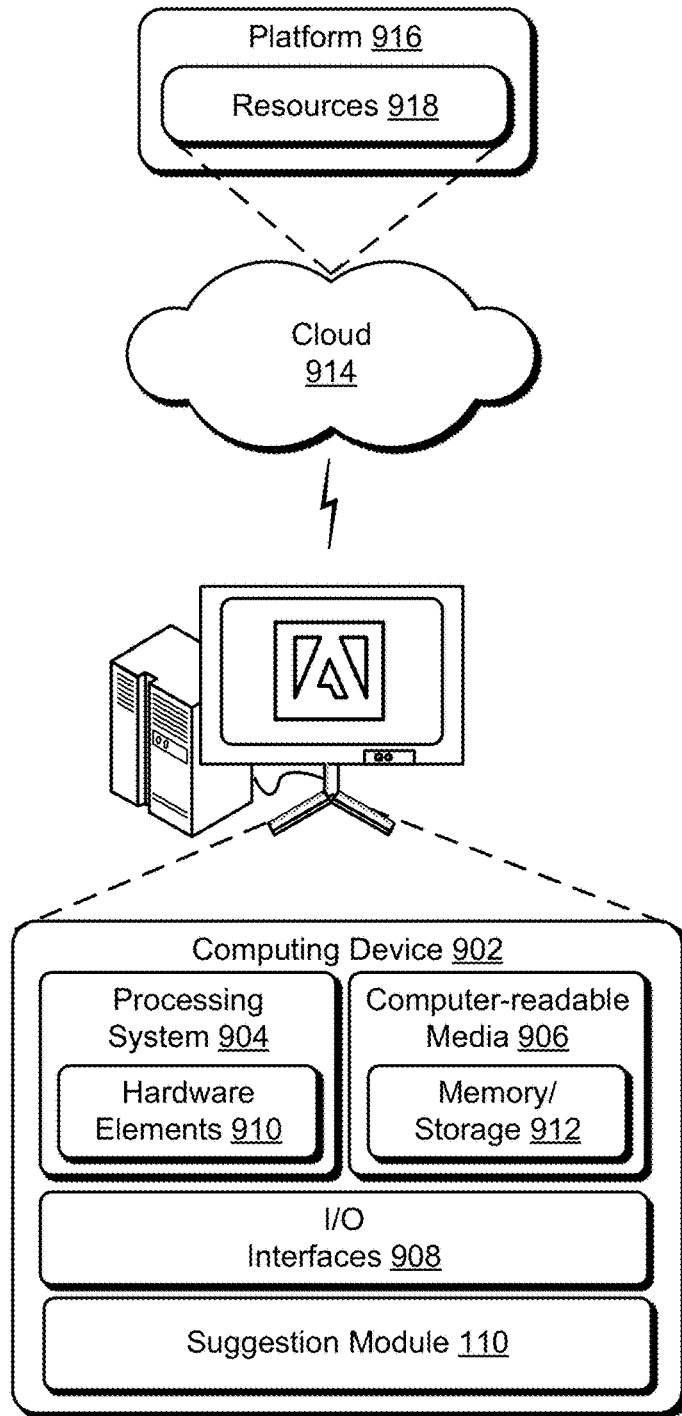 Platform 916
Resources 918
Cloud
914
Computing Device 902
Processing
System 904
Hardware
Elements 910
Computer-readable
Media 906
Memory/
Storage 912
I/O
Interfaces 908
Suggestion Module 110